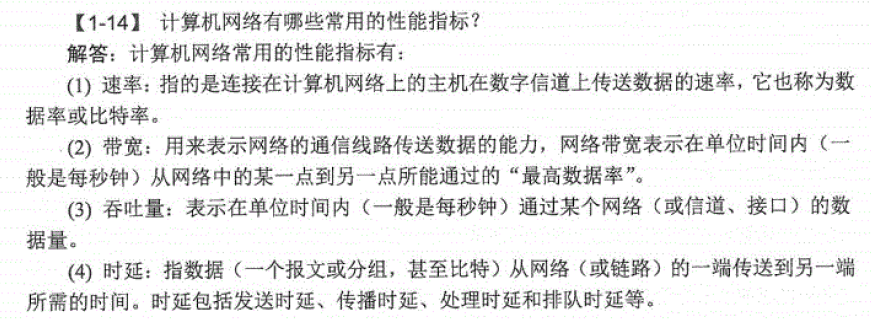 【1-14】 计算机网络有哪些常用的性能指标？
解答：计算机网络常用的性能指标有：
(1) 速率：指的是连接在计算机网络上的主机在数字信道上传送数据的速率，它也称为数
据率或比特率。
(2) 带宽：用来表示网络的通信线路传送数据的能力，网络带宽表示在单位时间内（一
般是每秒钟）从网络中的某一点到另一点所能通过的“最高数据率”。
(3) 吞吐量：表示在单位时间内（一般是每秒钟）通过某个网络（或信道、接口）的数
据量。
(4) 时延：指数据（一个报文或分组，甚至比特）从网络（或链路）的一端传送到另一端
所需的时间。时延包括发送时延、传播时延、处理时延和排队时延等。